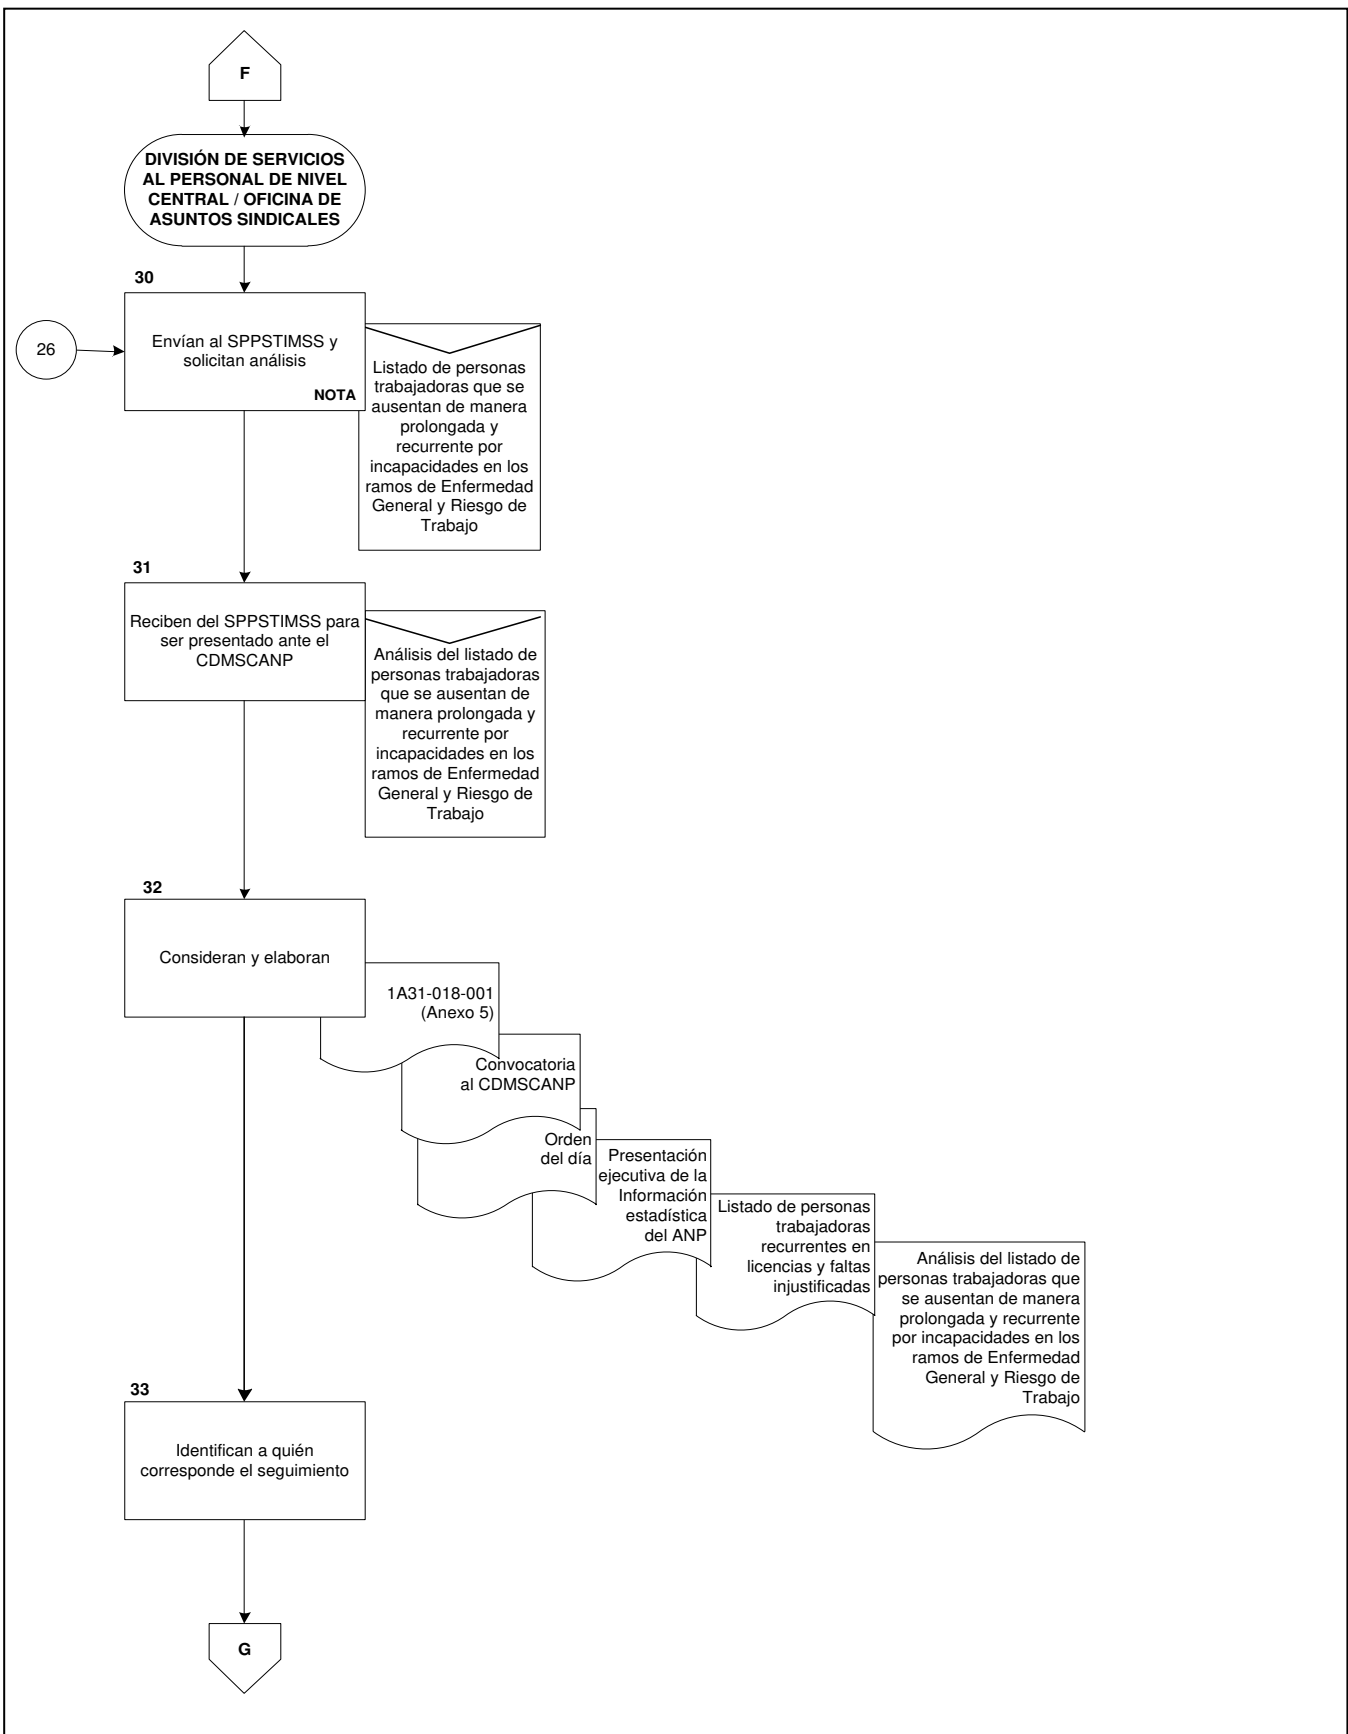 F
DIVISIÓN DE SERVICIOS
AL PERSONAL DE NIVEL
CENTRAL / OFICINA DE
ASUNTOS SINDICALES
30
26
Envían al SPPSTIMSS y
solicitan análisis
NOTA
Listado de personas
trabajadoras que se
ausentan de manera
prolongada y
recurrente por
incapacidades en los
ramos de Enfermedad
General y Riesgo de
Trabajo
31
Reciben del SPPSTIMSS para
ser presentado ante el
CDMSCANP
Análisis del listado de
personas trabajadoras
que se ausentan de
manera prolongada y
recurrente por
incapacidades en los
ramos de Enfermedad
General y Riesgo de
Trabajo
32
Consideran y elaboran
1A31-018-001
(Anexo 5)
Convocatoria
al CDMSCANP
Orden
del día
Presentación
ejecutiva de la
Información
estadística
del ANP
Listado de personas
trabajadoras
recurrentes en
licencias y faltas
injustificadas
Análisis del listado de
personas trabajadoras que
se ausentan de manera
prolongada y recurrente
por incapacidades en los
ramos de Enfermedad
General y Riesgo de
Trabajo
33
Identifican a quién
corresponde el seguimiento
G